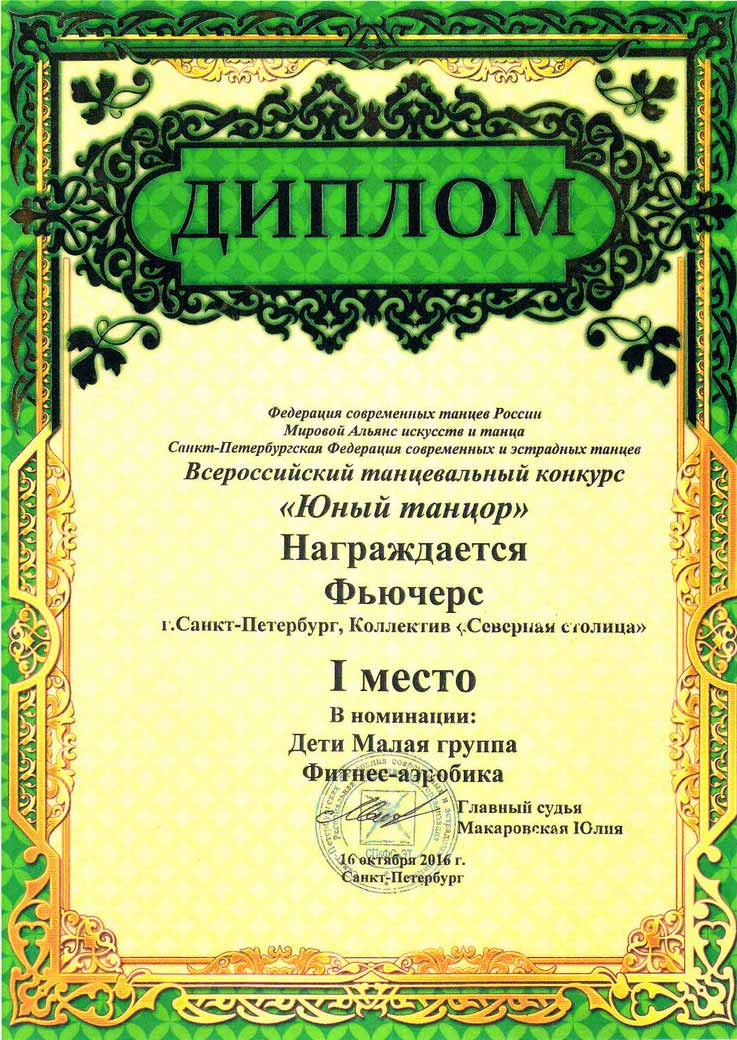 ДИПЛОМ
Федерация современных танцев России
Мировой Альянс искусств и танца
Санкт-Петербургская Федерация современных и эстрадных танцев
Всероссийский танцевальный конкурс
«Юный танцор»
Награждается
Фьючерс
г.Санкт-Петербург, Коллектив «Северная столица»
I место
В номинации:
Дети Малая группа
Фитнес-аэробика
Главный судья
Макаровская Юлия
16 октября 2016 г.
Санкт-Петербург